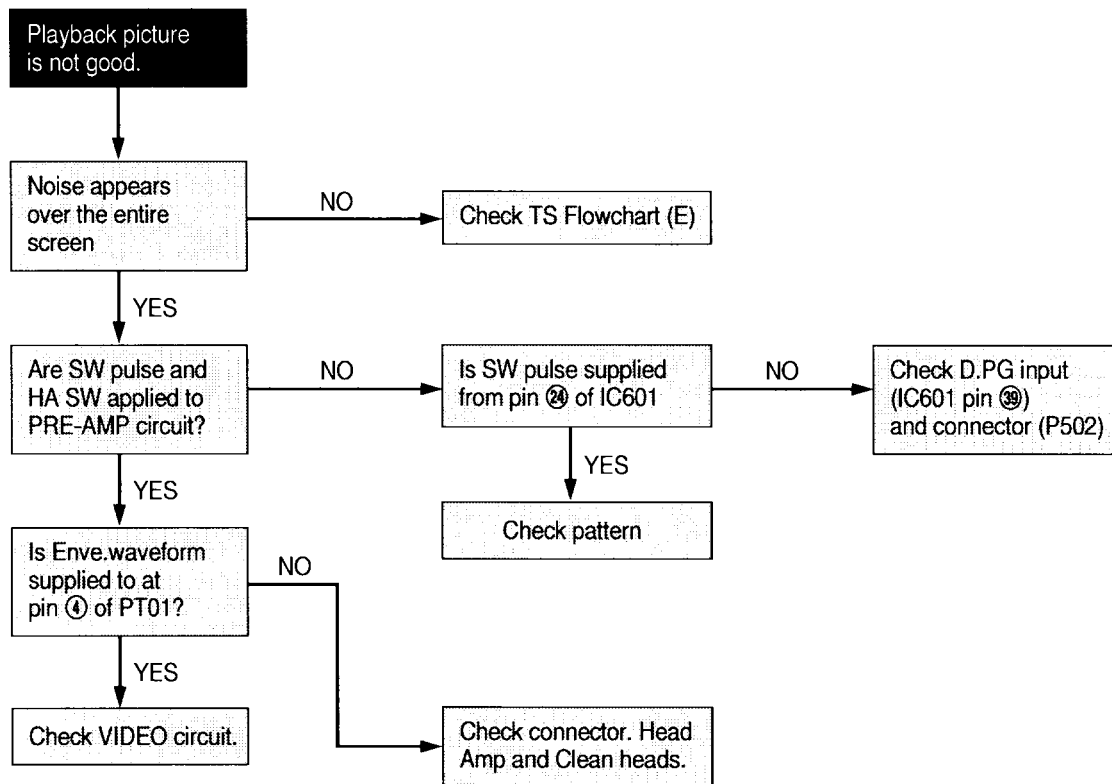 Playback picture
is not good.
Noise appears
over the entire
screen
NO
Check TS Flowchart (E)
YES
Are SW pulse and
HA SW applied to
PRE-AMP circuit?
NO
Is SW pulse supplied
from pin ㉔ of IC601
NO
Check D.PG input
(IC601 pin ㊴)
and connector (P502)
YES
Check pattern
YES
Is Enve.waveform
supplied to at
pin ④ of PT01?
NO
Check connector. Head
Amp and Clean heads.
YES
Check VIDEO circuit.